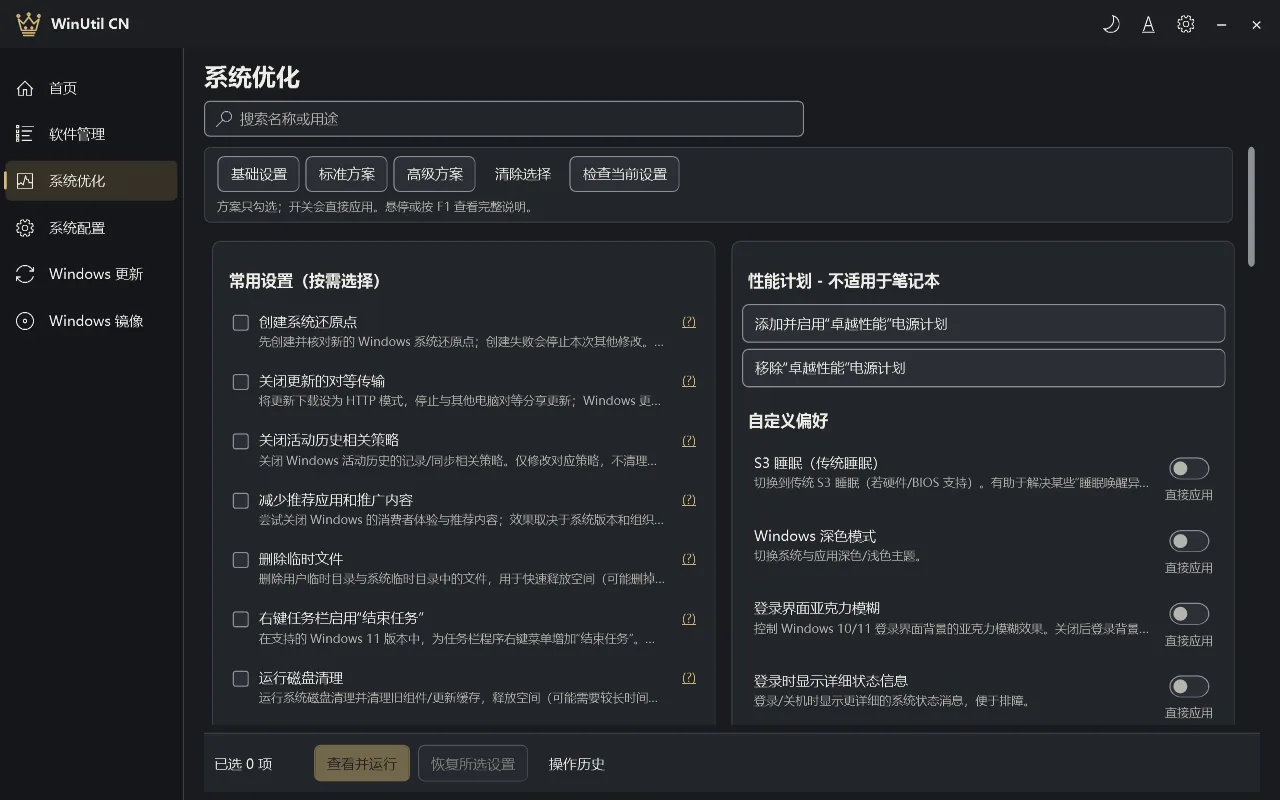 WinUtil CN
首页
软件管理
系统优化
系统配置
Windows 更新
Windows 镜像
系统优化
搜索名称或用途
基础设置
标准方案
高级方案
清除选择
检查当前设置
方案只勾选；开关会直接应用。悬停或按 F1 查看完整说明。
常用设置（按需选择）
创建系统还原点
(?)
先创建并核对新的 Windows 系统还原点；创建失败会停止本次其他修改。...
关闭更新的对等传输
(?)
将更新下载设为 HTTP 模式，停止与其他电脑对等分享更新；Windows 更...
关闭活动历史相关策略
(?)
关闭 Windows 活动历史的记录/同步相关策略。仅修改对应策略，不清理...
减少推荐应用和推广内容
(?)
尝试关闭 Windows 的消费者体验与推荐内容；效果取决于系统版本和组织...
删除临时文件
(?)
删除用户临时目录与系统临时目录中的文件，用于快速释放空间（可能删掉...
右键任务栏启用“结束任务”
(?)
在支持的 Windows 11 版本中，为任务栏程序右键菜单增加“结束任务”。...
运行磁盘清理
(?)
运行系统磁盘清理并清理旧组件/更新缓存，释放空间（可能需要较长时间...
性能计划 - 不适用于笔记本
添加并启用“卓越性能”电源计划
移除“卓越性能”电源计划
自定义偏好
S3 睡眠（传统睡眠）
切换到传统 S3 睡眠（若硬件/BIOS 支持）。有助于解决某些“睡眠唤醒异...
直接应用
Windows 深色模式
切换系统与应用深色/浅色主题。
直接应用
登录界面亚克力模糊
控制 Windows 10/11 登录界面背景的亚克力模糊效果。关闭后登录背景...
直接应用
登录时显示详细状态信息
登录/关机时显示更详细的系统状态消息，便于排障。
直接应用
已选 0 项
查看并运行
恢复所选设置
操作历史